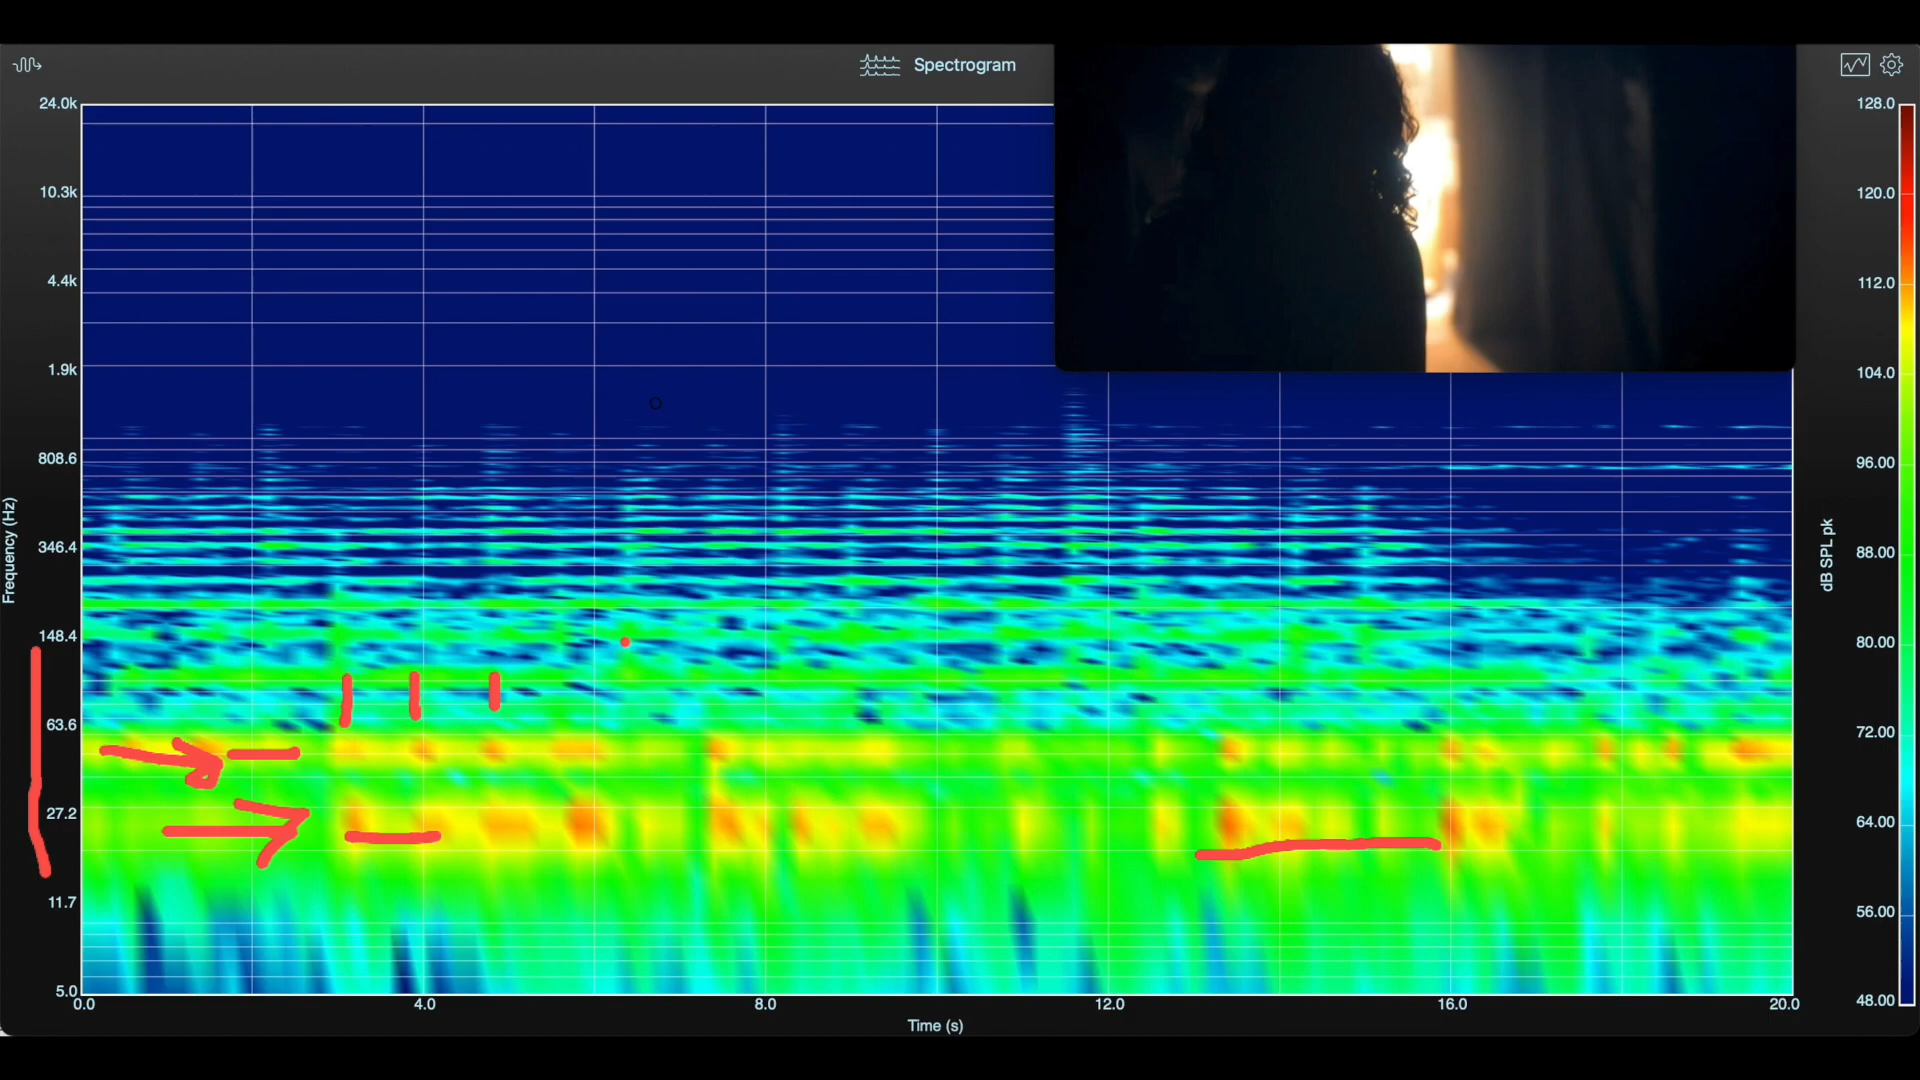 Spectrogram
24.0k
10.3k
4.4k
1.9k
808.6
346.4
148.4
63.6
27.2
11.7
5.0
Frequency (Hz)
0.0 4.0 8.0 12.0 16.0 20.0
Time (s)
128.0
120.0
112.0
104.0
96.00
88.00
80.00
72.00
64.00
56.00
48.00
dB SPL pk